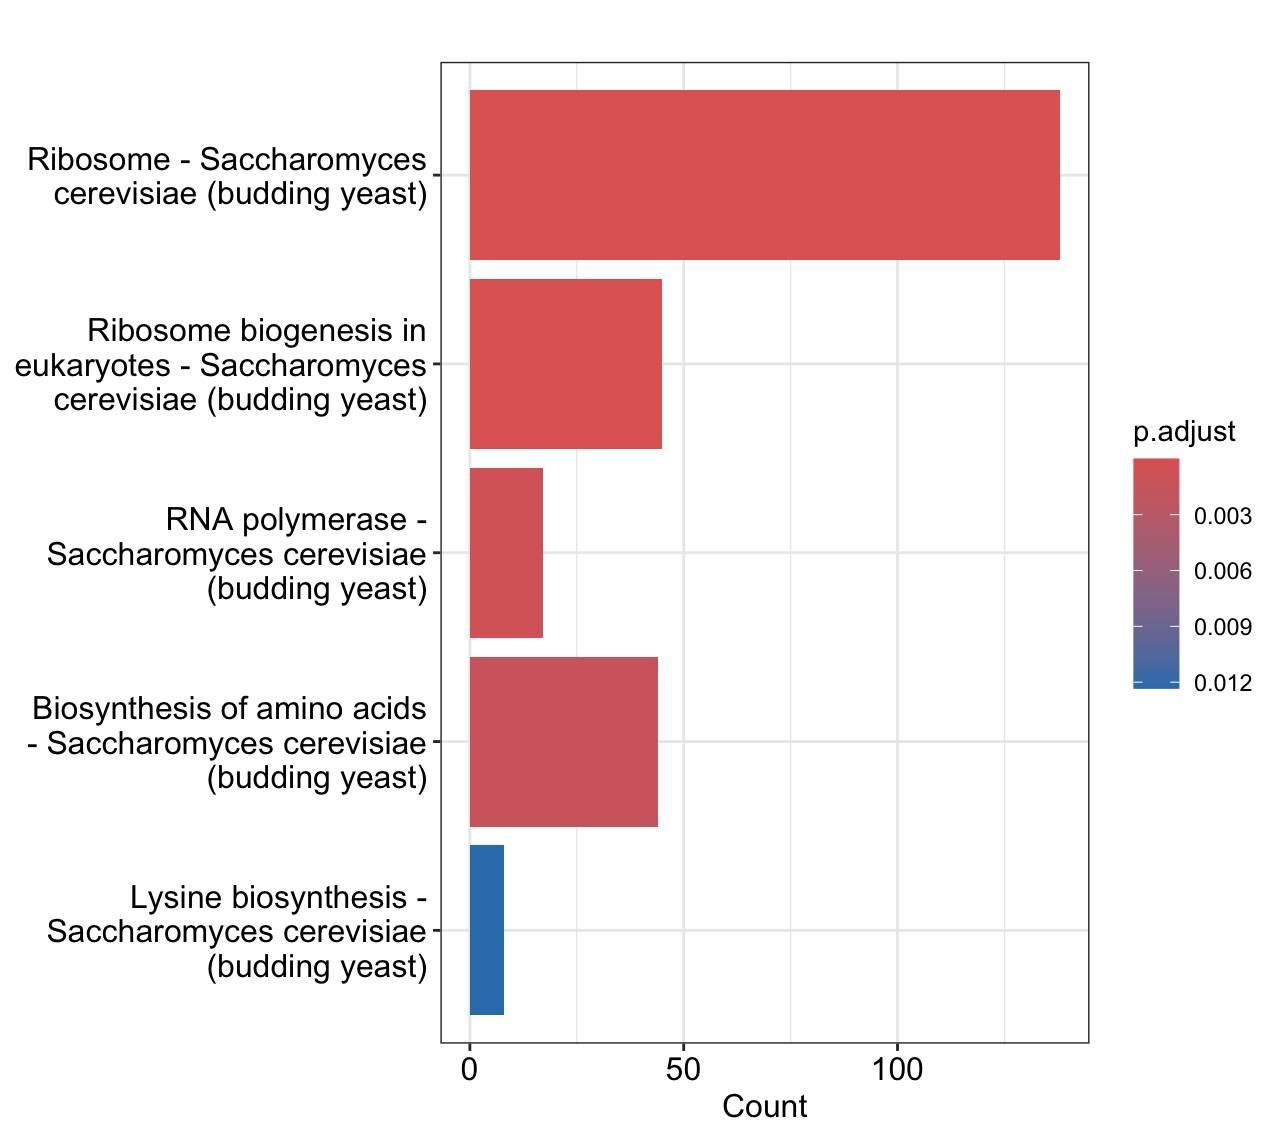 Ribosome - Saccharomyces
cerevisiae (budding yeast)
Ribosome biogenesis in
eukaryotes - Saccharomyces
cerevisiae (budding yeast)
RNA polymerase -
Saccharomyces cerevisiae
(budding yeast)
Biosynthesis of amino acids
- Saccharomyces cerevisiae
(budding yeast)
Lysine biosynthesis -
Saccharomyces cerevisiae
(budding yeast)
0 50 100
Count
p.adjust
0.003
0.006
0.009
0.012